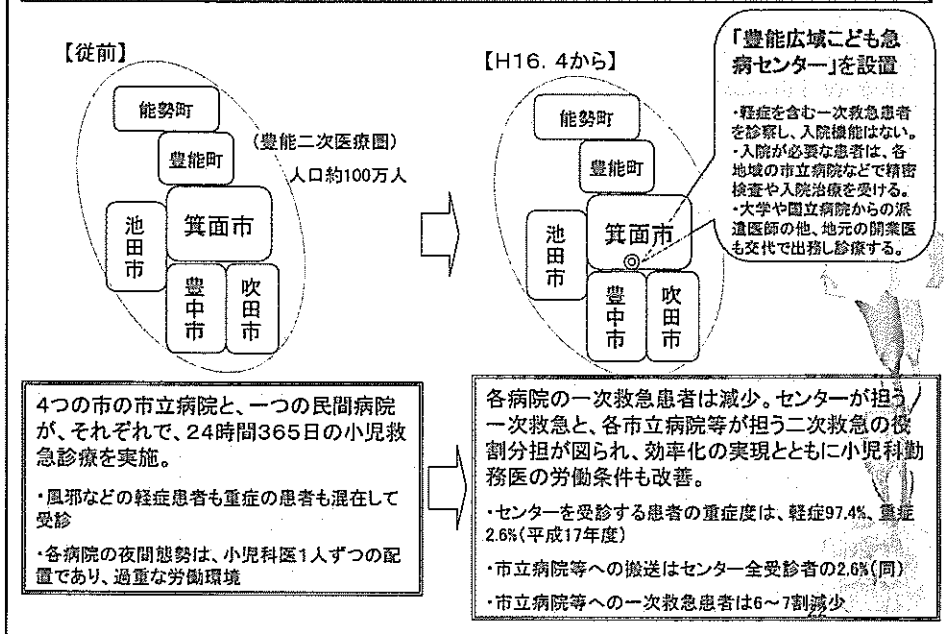 【従前】
能勢町
豊能町
(豊能二次医療圏)
人口約100万人
池田市
箕面市
豊中市
吹田市
【H16. 4から】
能勢町
豊能町
池田市
箕面市
豊中市
吹田市
「豊能広域こども急
病センター」を設置
・軽症を含む一次救急患者
を診察し、入院機能はない。
・入院が必要な患者は、各
地域の市立病院などで精密
検査や入院治療を受ける。
・大学や国立病院からの派
遣医師の他、地元の開業医
も交代で出務し診療する。
4つの市の市立病院と、一つの民間病院
が、それぞれで、24時間365日の小児救
急診療を実施。
・風邪などの軽症患者も重症の患者も混在して
受診
・各病院の夜間態勢は、小児科医1人ずつの配
置であり、過重な労働環境
各病院の一次救急患者は減少。センターが担う
一次救急と、各市立病院等が担う二次救急の役
割分担が図られ、効率化の実現とともに小児科勤
務医の労働条件も改善。
・センターを受診する患者の重症度は、軽症97.4%、重症
2.6%(平成17年度)
・市立病院等への搬送はセンター全受診者の2.6%(同)
・市立病院等への一次救急患者は6～7割減少
22